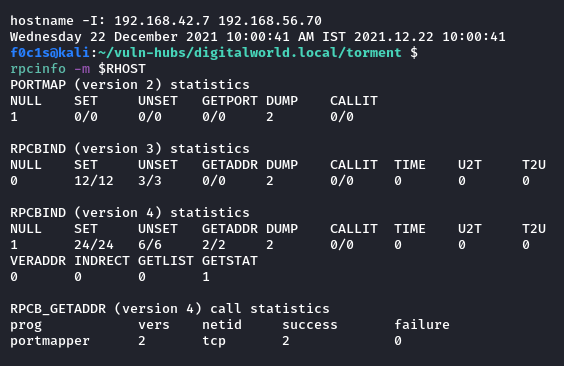 hostname -I: 192.168.42.7 192.168.56.70
Wednesday 22 December 2021 10:00:41 AM IST 2021.12.22 10:00:41
f0c1s@kali:~/vuln-hubs/digitalworld.local/torment $
rpcinfo -m $RHOST
PORTMAP (version 2) statistics
NULL    SET     UNSET   GETPORT DUMP    CALLIT
1       0/0     0/0     0/0     2       0/0
RPCBIND (version 3) statistics
NULL    SET     UNSET   GETADDR DUMP    CALLIT  TIME    U2T     T2U
0       12/12   3/3     0/0     2       0/0     0       0       0
RPCBIND (version 4) statistics
NULL    SET     UNSET   GETADDR DUMP    CALLIT  TIME    U2T     T2U
1       24/24   6/6     2/2     2       0/0     0       0       0
VERADDR INDRECT GETLIST GETSTAT
0       0       0       1
RPCB_GETADDR (version 4) call statistics
prog            vers    netid     success       failure
portmapper      2       tcp       2             0